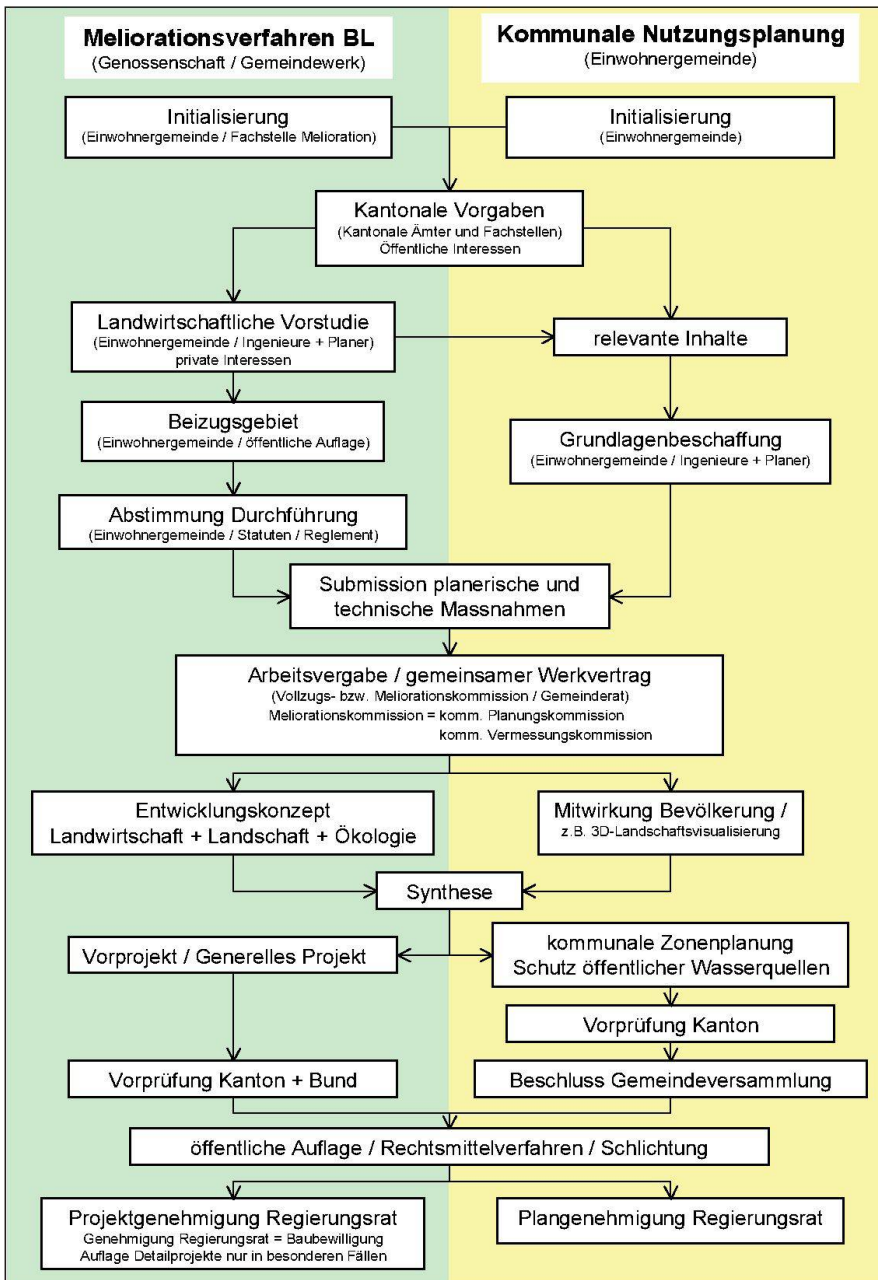 Meliorationsverfahren BL
(Genossenschaft / Gemeindewerk)
Kommunale Nutzungsplanung
(Einwohnergemeinde)
Initialisierung
(Einwohnergemeinde / Fachstelle Melioration)
Initialisierung
(Einwohnergemeinde)
Kantonale Vorgaben
(Kantonale Ämter und Fachstellen)
Öffentliche Interessen
Landwirtschaftliche Vorstudie
(Einwohnergemeinde / Ingenieure + Planer)
private Interessen
relevante Inhalte
Beizugsgebiet
(Einwohnergemeinde / öffentliche Auflage)
Grundlagenbeschaffung
(Einwohnergemeinde / Ingenieure + Planer)
Abstimmung Durchführung
(Einwohnergemeinde / Statuten / Reglement)
Submission planerische und
technische Massnahmen
Arbeitsvergabe / gemeinsamer Werkvertrag
(Vollzugs- bzw. Meliorationskommission / Gemeinderat)
Meliorationskommission = komm. Planungskommission
komm. Vermessungskommission
Entwicklungskonzept
Landwirtschaft + Landschaft + Ökologie
Mitwirkung Bevölkerung /
z.B. 3D-Landschaftsvisualisierung
Synthese
Vorprojekt / Generelles Projekt
kommunale Zonenplanung
Schutz öffentlicher Wasserquellen
Vorprüfung Kanton
Vorprüfung Kanton + Bund
Beschluss Gemeindeversammlung
öffentliche Auflage / Rechtsmittelverfahren / Schlichtung
Projektgenehmigung Regierungsrat
Genehmigung Regierungsrat = Baubewilligung
Auflage Detailprojekte nur in besonderen Fällen
Plangenehmigung Regierungsrat